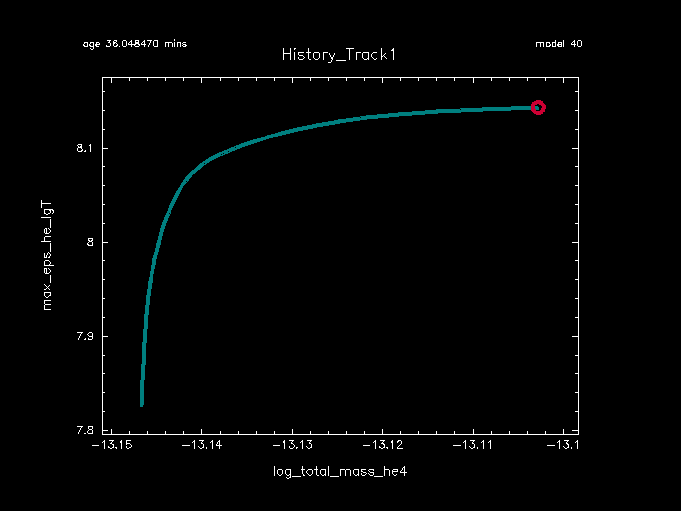 age 36.048470 mins
model 40
History_Track1
8.1
8
7.9
7.8
max_eps_he_lgT
−13.15 −13.14 −13.13 −13.12 −13.11 −13.1
log_total_mass_he4